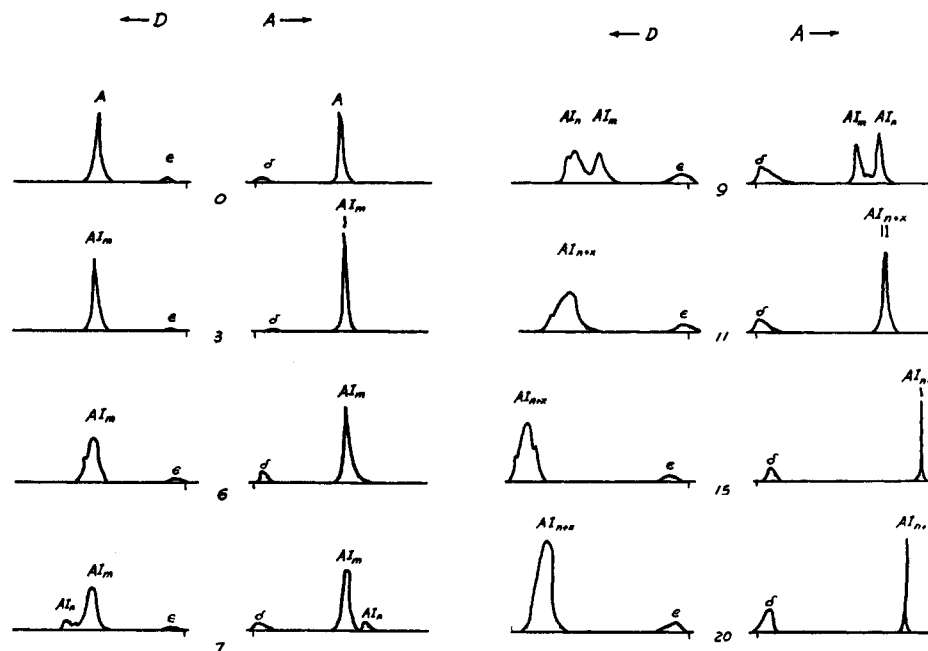 ← D A →
← D A →
A ϵ δ A
0
AIn AIm ϵ δ AIm AIn
9
AIm ϵ δ AIm
3
AIn+x ϵ δ AIn+x
11
AIm ϵ δ AIm
6
AIn+x ϵ δ
15
AIn AIm ϵ δ AIm AIn
7
AIn+x ϵ δ AIn+
20